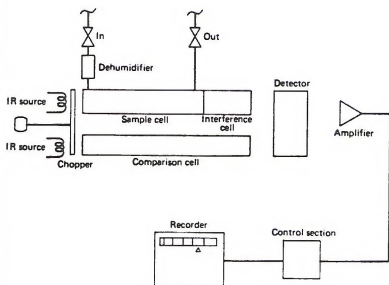 In
Out
Dehumidifier
IR source
Detector
Sample cell
Interference
cell
Amplifier
IR source
Comparison cell
Chopper
Recorder
Control section